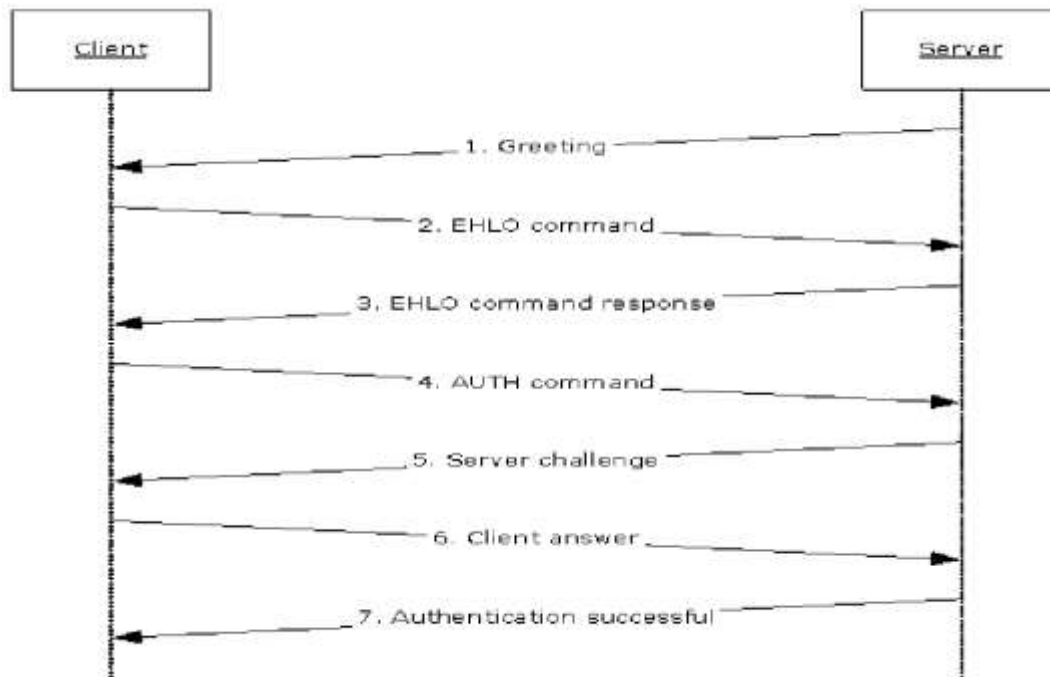 Client
Server
1. Greeting
2. EHLO command
3. EHLO command response
4. AUTH command
5. Server challenge
6. Client answer
7. Authentication successful